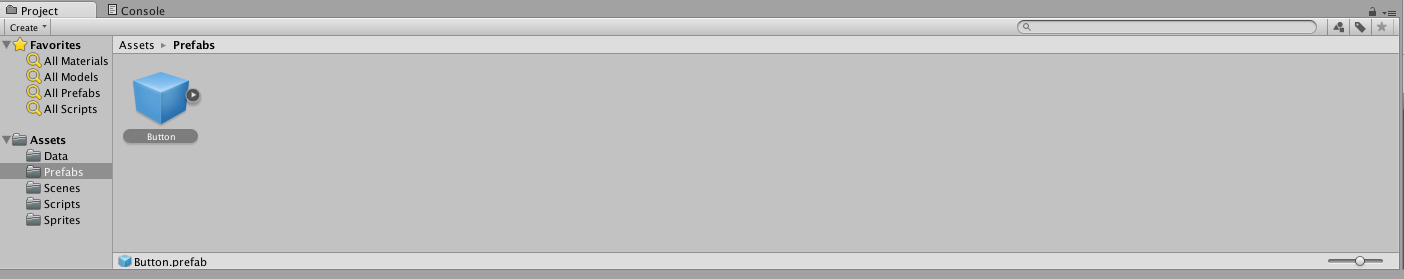 Project
Console
Create
Favorites
All Materials
All Models
All Prefabs
All Scripts
Assets
Data
Prefabs
Scenes
Scripts
Sprites
Assets ▸ Prefabs
Button
Button.prefab